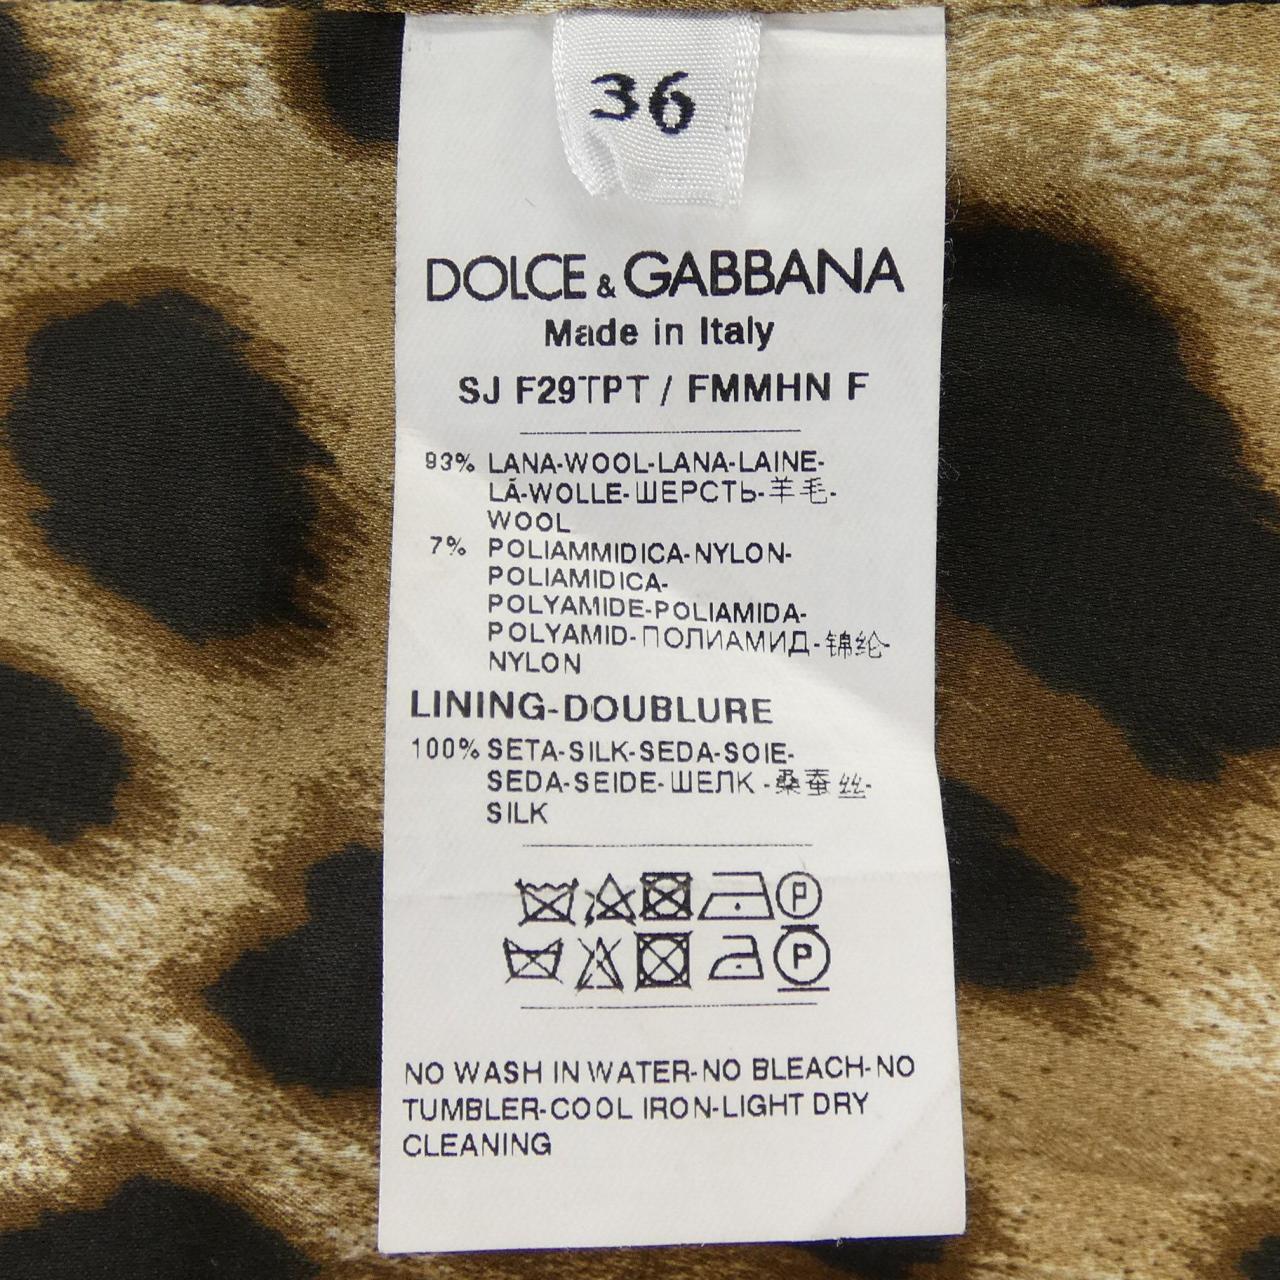 36
DOLCE & GABBANA
Made in Italy
SJ F29TPT / FMMHN F
93% LANA-WOOL-LANA-LAINE-
LÃ-WOLLE-ШЕРСТЬ-羊毛-
WOOL
7% POLIAMMIDICA-NYLON-
POLIAMIDICA-
POLYAMIDE-POLIAMIDA-
POLYAMID-ПОЛИАМИД-锦纶-
NYLON
LINING-DOUBLURE
100% SETA-SILK-SEDA-SOIE-
SEDA-SEIDE-ШЕЛК-桑蚕丝-
SILK
P
P
NO WASH IN WATER-NO BLEACH-NO
TUMBLER-COOL IRON-LIGHT DRY
CLEANING